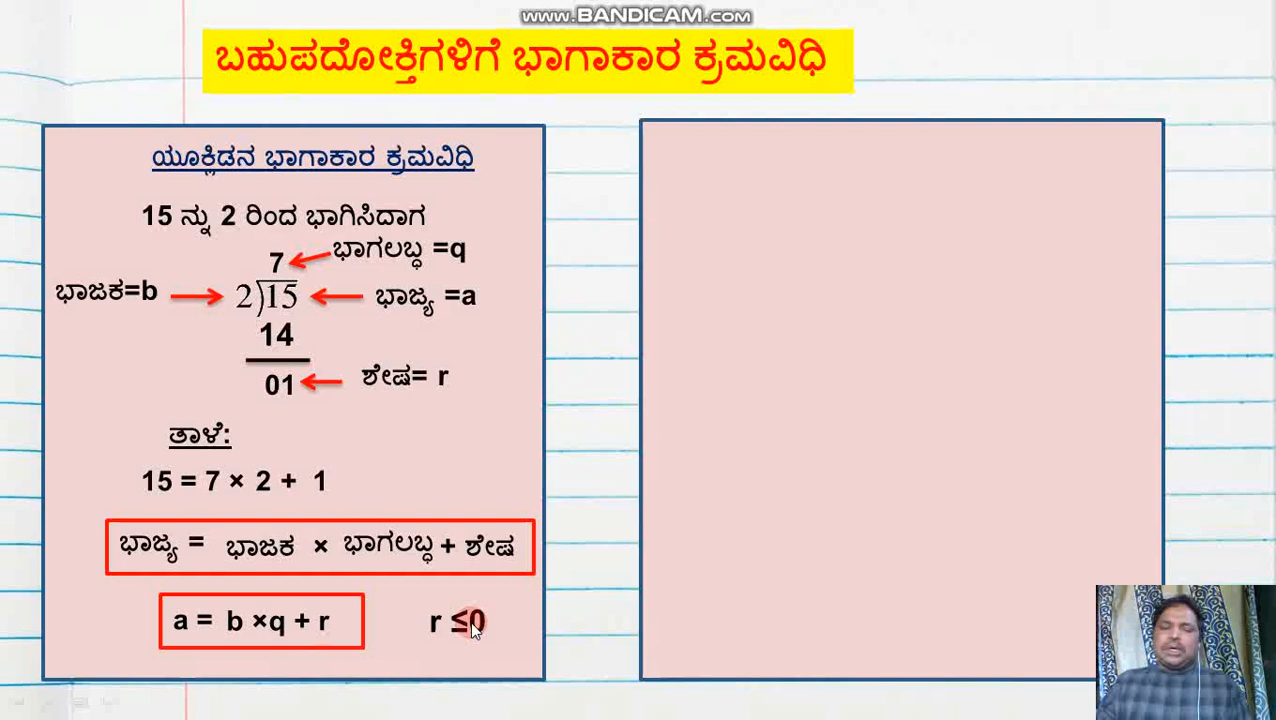 www.BANDICAM.com
ಬಹುಪದೋಕ್ತಿಗಳಿಗೆ ಭಾಗಾಕಾರ ಕ್ರಮವಿಧಿ
ಯೂಕ್ಲಿಡನ ಭಾಗಾಕಾರ ಕ್ರಮವಿಧಿ
15 ನ್ನು 2 ರಿಂದ ಭಾಗಿಸಿದಾಗ
7 ಭಾಗಲಬ್ಧ =q
ಭಾಜಕ=b 2)15 ಭಾಜ್ಯ =a
14
01 ಶೇಷ= r
ತಾಳೆ:
15 = 7 × 2 + 1
ಭಾಜ್ಯ = ಭಾಜಕ × ಭಾಗಲಬ್ಧ + ಶೇಷ
a = b ×q + r r ≤0